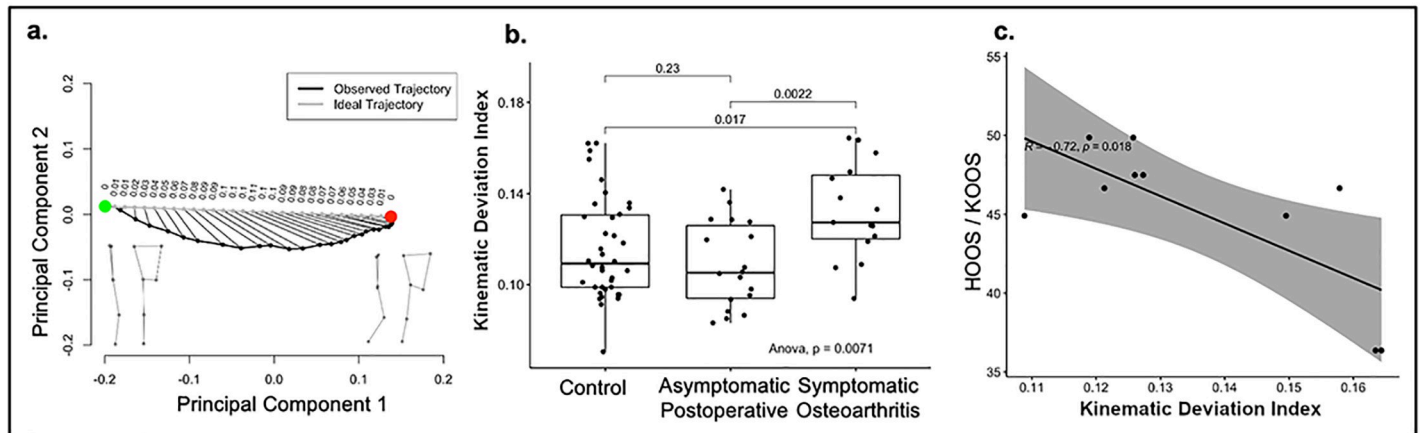 a.
Principal Component 2
0.2
0.1
0.0
-0.1
-0.2
Observed Trajectory
Ideal Trajectory
-0.2
-0.1
0.0
0.1
0.2
Principal Component 1
b.
Kinematic Deviation Index
0.18
0.14
0.10
0.23
0.0022
0.017
Anova, p = 0.0071
Control
Asymptomatic
Postoperative
Symptomatic
Osteoarthritis
c.
HOOS / KOOS
55
50
45
40
35
R = -0.72, p = 0.018
0.11
0.12
0.13
0.14
0.15
0.16
Kinematic Deviation Index